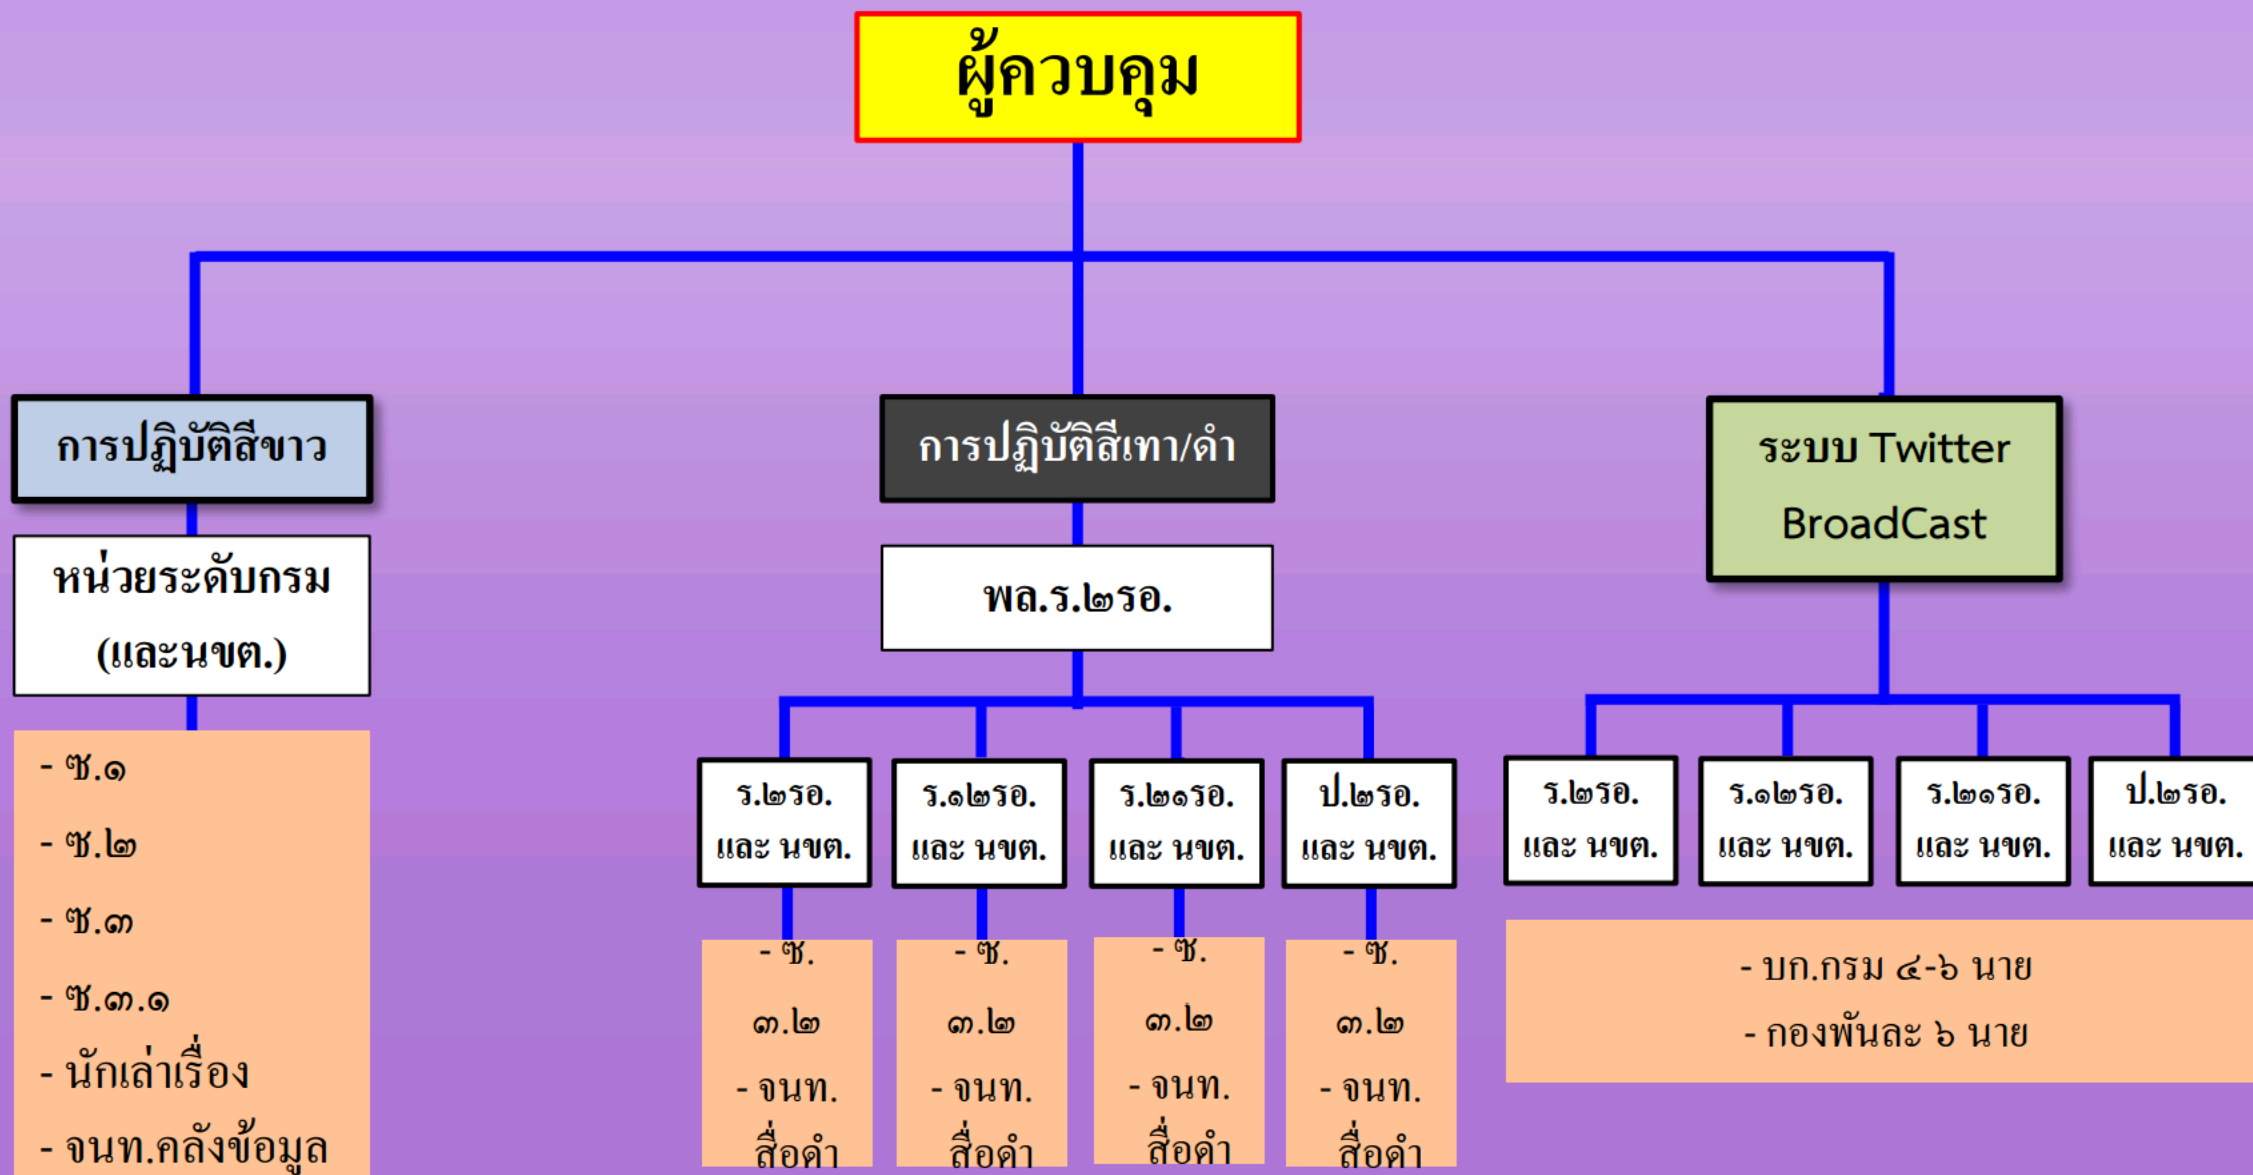 ผู้ควบคุม
การปฏิบัติสีขาว
หน่วยระดับกรม
(และนขต.)
- ซ.๑
- ซ.๒
- ซ.๓
- ซ.๓.๑
- นักเล่าเรื่อง
- จนท.คลังข้อมูล
การปฏิบัติสีเทา/ดำ
พล.ร.๒รอ.
ร.๒รอ.
และ นขต.
- ซ.
๓.๒
- จนท.
สื่อดำ
ร.๑๒รอ.
และ นขต.
- ซ.
๓.๒
- จนท.
สื่อดำ
ร.๒๑รอ.
และ นขต.
- ซ.
๓.๒
- จนท.
สื่อดำ
ป.๒รอ.
และ นขต.
- ซ.
๓.๒
- จนท.
สื่อดำ
ระบบ Twitter
BroadCast
ร.๒รอ.
และ นขต.
ร.๑๒รอ.
และ นขต.
ร.๒๑รอ.
และ นขต.
ป.๒รอ.
และ นขต.
- บก.กรม ๔-๖ นาย
- กองพันละ ๖ นาย